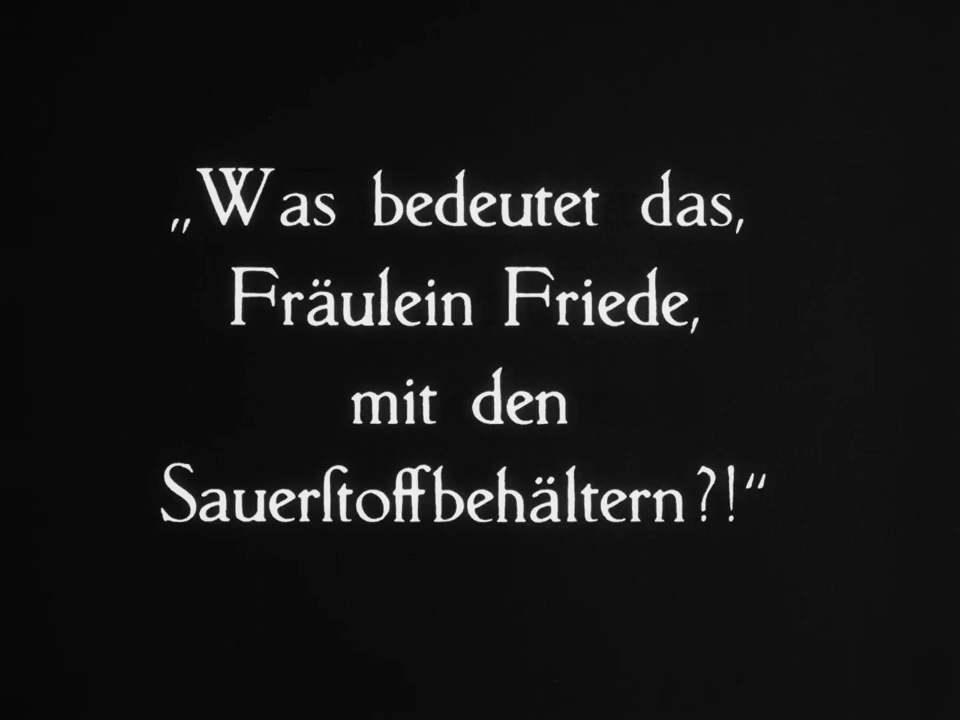 „Was bedeutet das,
Fräulein Friede,
mit den
Sauerſtoffbehältern?!“